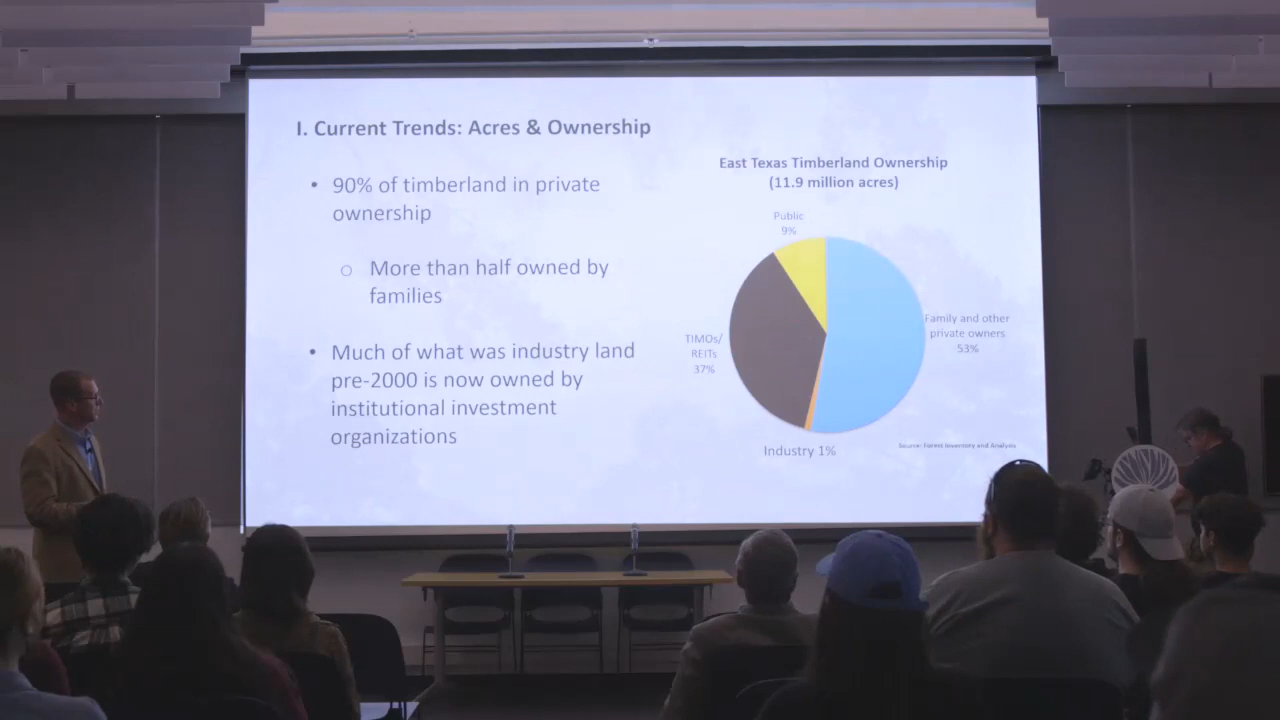 I. Current Trends: Acres & Ownership
• 90% of timberland in private
ownership
o More than half owned by
families
• Much of what was industry land
pre-2000 is now owned by
institutional investment
organizations
East Texas Timberland Ownership
(11.9 million acres)
Public
9%
Family and other
private owners
53%
TIMOs/
REITs
37%
Industry 1%
Source: Forest Inventory and Analysis